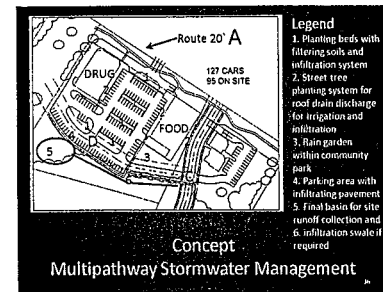 Route 20` A
127 CARS
95 ON SITE
DRUG
FOOD
5
3
Legend
1. Planting beds with
filtering soils and
infiltration system
2. Street tree
planting system for
roof drain discharge
for irrigation and
infiltration
3. Rain garden
within community
park
4. Parking area with
infiltrating pavement
5. Final basin for site
runoff collection and
6. infiltration swale if
required
Concept
Multipathway Stormwater Management